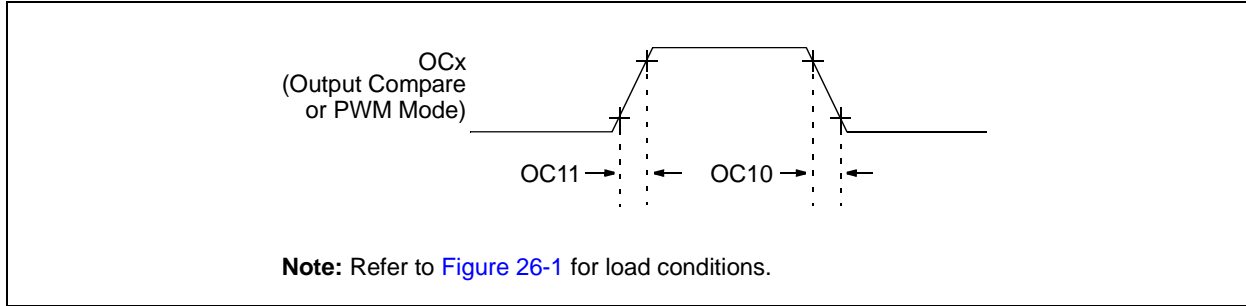 OCx
(Output Compare
or PWM Mode)
OC11 OC10
Note: Refer to Figure 26-1 for load conditions.